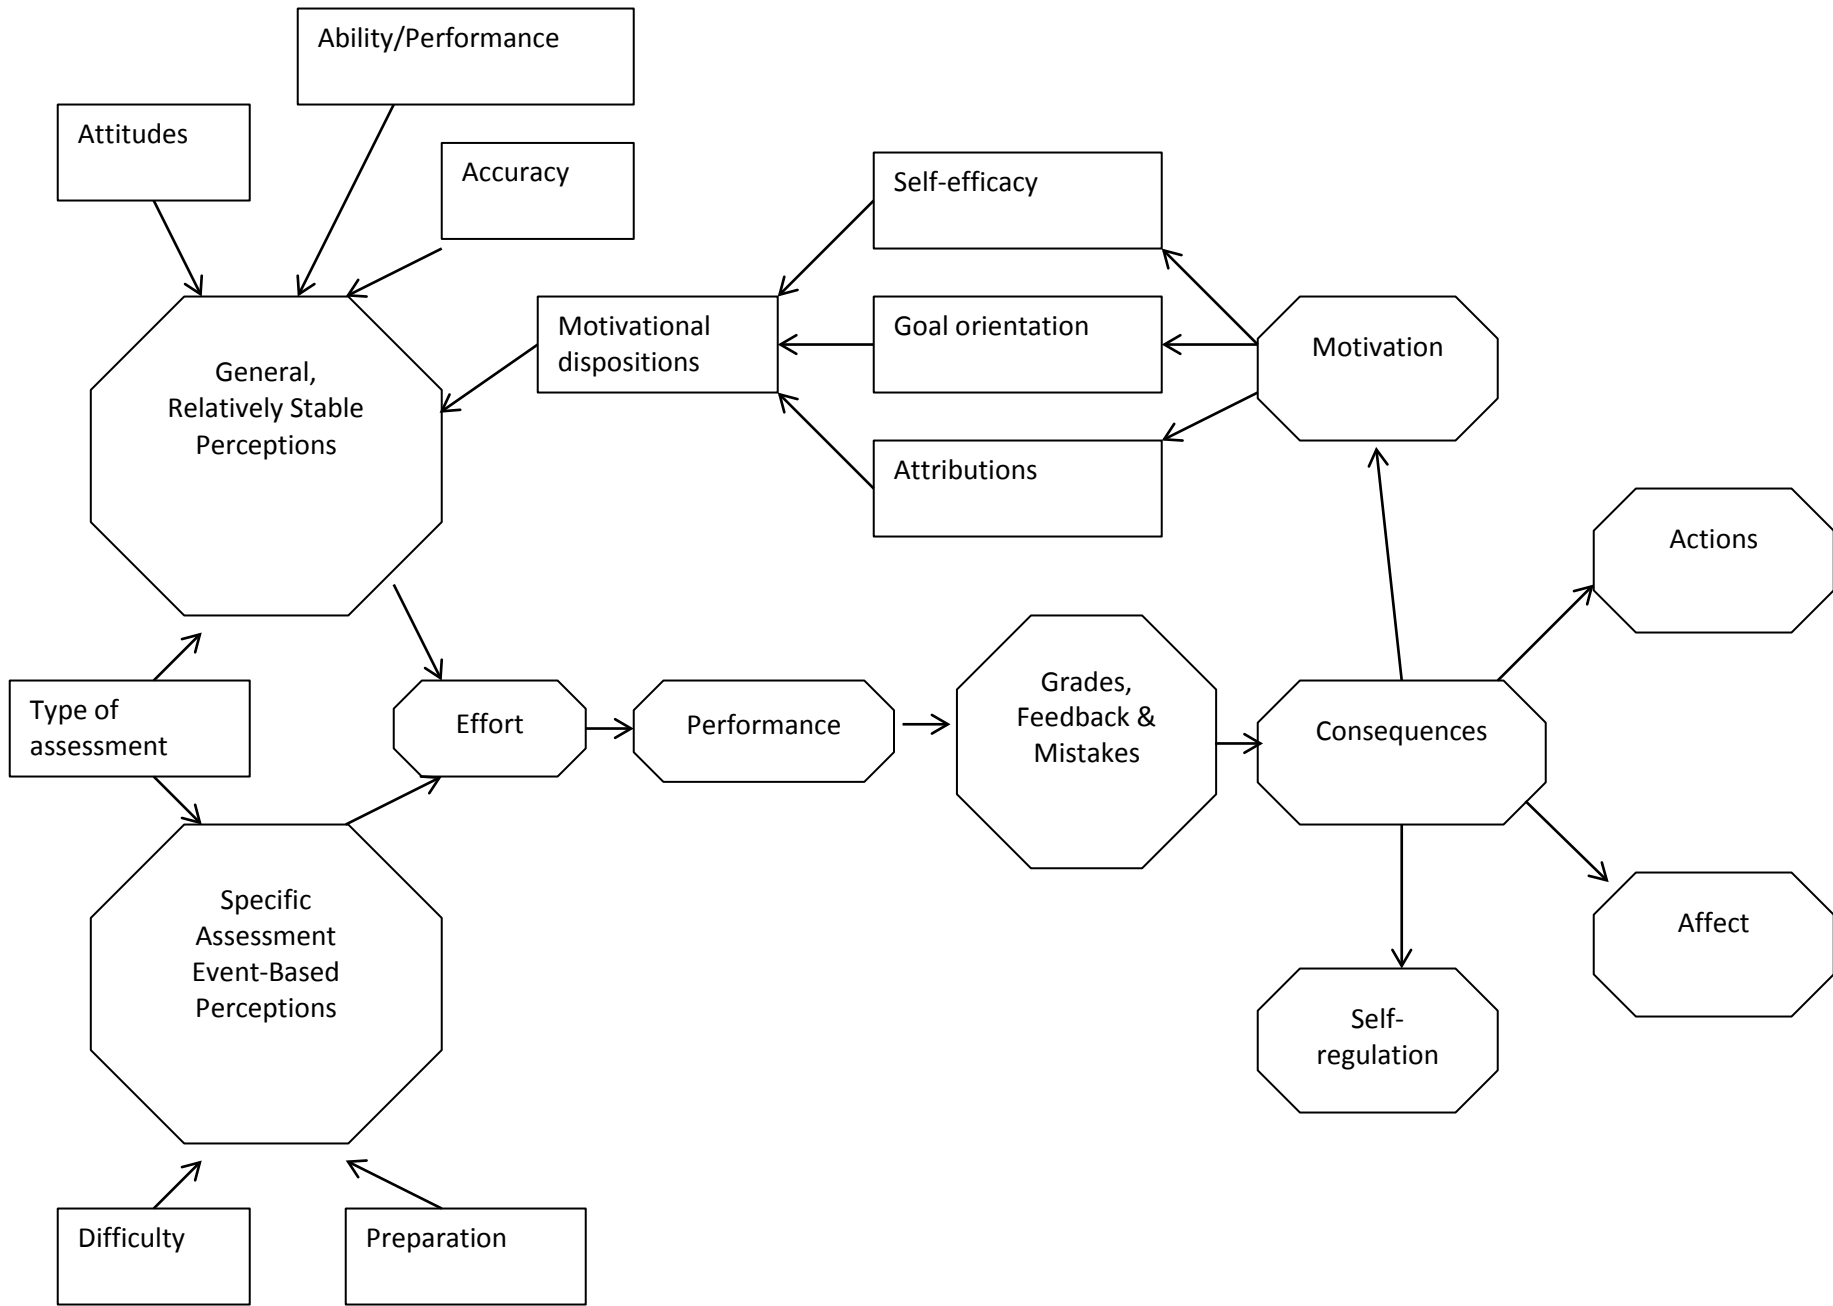 Ability/Performance
Attitudes
Accuracy
Self-efficacy
Motivational
dispositions
Goal orientation
Motivation
General,
Relatively Stable
Perceptions
Attributions
Actions
Type of
assessment
Effort
Performance
Grades,
Feedback &
Mistakes
Consequences
Specific
Assessment
Event-Based
Perceptions
Affect
Self-
regulation
Difficulty
Preparation